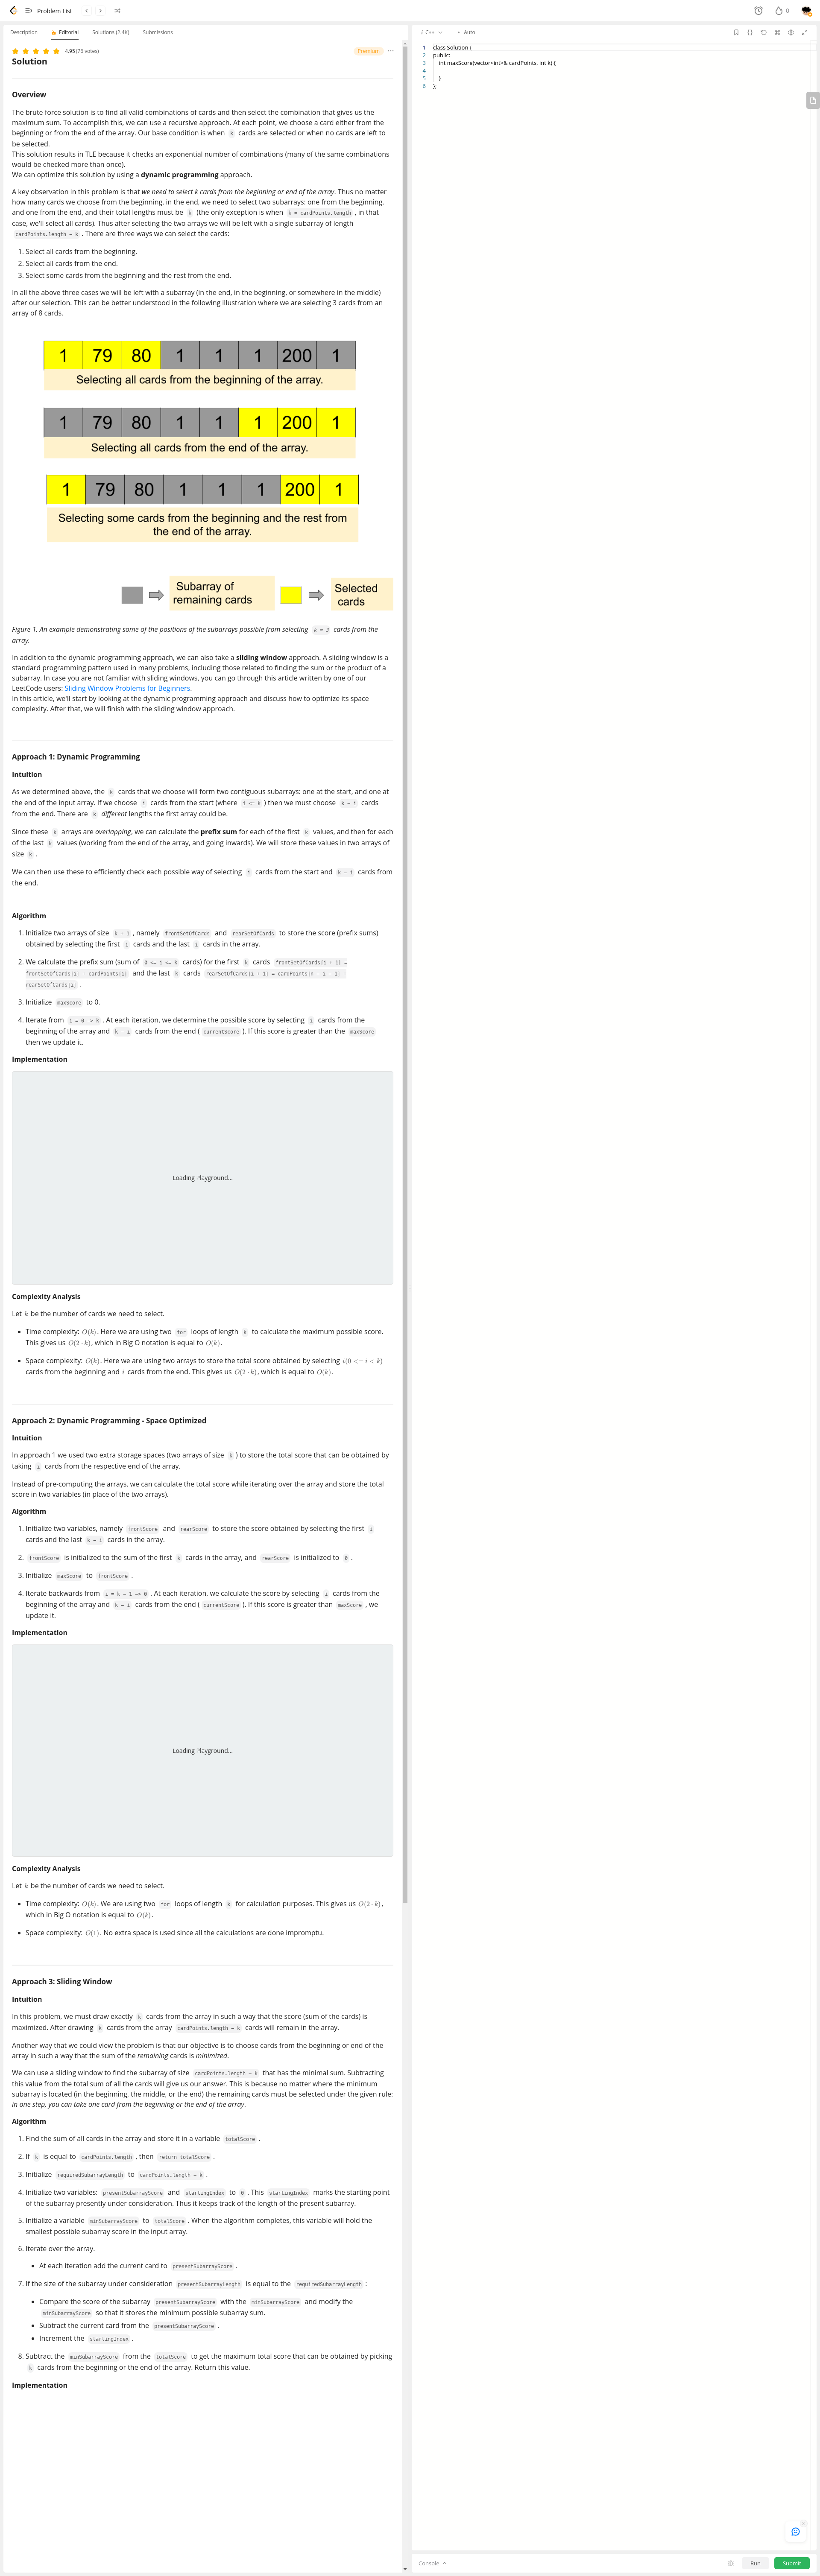 Problem List
0
Description
Editorial
Solutions (2.4K)
Submissions
4.95 (76 votes)
Premium
Solution
Overview
The brute force solution is to find all valid combinations of cards and then select the combination that gives us the
maximum sum. To accomplish this, we can use a recursive approach. At each point, we choose a card either from the
beginning or from the end of the array. Our base condition is when k cards are selected or when no cards are left to
be selected.
This solution results in TLE because it checks an exponential number of combinations (many of the same combinations
would be checked more than once).
We can optimize this solution by using a dynamic programming approach.
A key observation in this problem is that we need to select k cards from the beginning or end of the array. Thus no matter
how many cards we choose from the beginning, in the end, we need to select two subarrays: one from the beginning,
and one from the end, and their total lengths must be k (the only exception is when k = cardPoints.length , in that
case, we'll select all cards). Thus after selecting the two arrays we will be left with a single subarray of length
cardPoints.length - k . There are three ways we can select the cards:
1. Select all cards from the beginning.
2. Select all cards from the end.
3. Select some cards from the beginning and the rest from the end.
In all the above three cases we will be left with a subarray (in the end, in the beginning, or somewhere in the middle)
after our selection. This can be better understood in the following illustration where we are selecting 3 cards from an
array of 8 cards.
1 79 80 1 1 1 200 1
Selecting all cards from the beginning of the array.
1 79 80 1 1 1 200 1
Selecting all cards from the end of the array.
1 79 80 1 1 1 200 1
Selecting some cards from the beginning and the rest from
the end of the array.
Subarray of
remaining cards
Selected
cards
Figure 1. An example demonstrating some of the positions of the subarrays possible from selecting k = 3 cards from the
array.
In addition to the dynamic programming approach, we can also take a sliding window approach. A sliding window is a
standard programming pattern used in many problems, including those related to finding the sum or the product of a
subarray. In case you are not familiar with sliding windows, you can go through this article written by one of our
LeetCode users: Sliding Window Problems for Beginners.
In this article, we'll start by looking at the dynamic programming approach and discuss how to optimize its space
complexity. After that, we will finish with the sliding window approach.
Approach 1: Dynamic Programming
Intuition
As we determined above, the k cards that we choose will form two contiguous subarrays: one at the start, and one at
the end of the input array. If we choose i cards from the start (where i <= k ) then we must choose k - i cards
from the end. There are k different lengths the first array could be.
Since these k arrays are overlapping, we can calculate the prefix sum for each of the first k values, and then for each
of the last k values (working from the end of the array, and going inwards). We will store these values in two arrays of
size k .
We can then use these to efficiently check each possible way of selecting i cards from the start and k - i cards from
the end.
Algorithm
1. Initialize two arrays of size k + 1 , namely frontSetOfCards and rearSetOfCards to store the score (prefix sums)
obtained by selecting the first i cards and the last i cards in the array.
2. We calculate the prefix sum (sum of 0 <= i <= k cards) for the first k cards frontSetOfCards[i + 1] =
frontSetOfCards[i] + cardPoints[i] and the last k cards rearSetOfCards[i + 1] = cardPoints[n - i - 1] +
rearSetOfCards[i] .
3. Initialize maxScore to 0.
4. Iterate from i = 0 -> k . At each iteration, we determine the possible score by selecting i cards from the
beginning of the array and k - i cards from the end ( currentScore ). If this score is greater than the maxScore
then we update it.
Implementation
Loading Playground...
Complexity Analysis
Let k be the number of cards we need to select.
• Time complexity: O(k). Here we are using two for loops of length k to calculate the maximum possible score.
This gives us O(2 · k), which in Big O notation is equal to O(k).
• Space complexity: O(k). Here we are using two arrays to store the total score obtained by selecting i(0 <= i < k)
cards from the beginning and i cards from the end. This gives us O(2 · k), which is equal to O(k).
Approach 2: Dynamic Programming - Space Optimized
Intuition
In approach 1 we used two extra storage spaces (two arrays of size k ) to store the total score that can be obtained by
taking i cards from the respective end of the array.
Instead of pre-computing the arrays, we can calculate the total score while iterating over the array and store the total
score in two variables (in place of the two arrays).
Algorithm
1. Initialize two variables, namely frontScore and rearScore to store the score obtained by selecting the first i
cards and the last k - i cards in the array.
2. frontScore is initialized to the sum of the first k cards in the array, and rearScore is initialized to 0 .
3. Initialize maxScore to frontScore .
4. Iterate backwards from i = k - 1 -> 0 . At each iteration, we calculate the score by selecting i cards from the
beginning of the array and k - i cards from the end ( currentScore ). If this score is greater than maxScore , we
update it.
Implementation
Loading Playground...
Complexity Analysis
Let k be the number of cards we need to select.
• Time complexity: O(k). We are using two for loops of length k for calculation purposes. This gives us O(2 · k),
which in Big O notation is equal to O(k).
• Space complexity: O(1). No extra space is used since all the calculations are done impromptu.
Approach 3: Sliding Window
Intuition
In this problem, we must draw exactly k cards from the array in such a way that the score (sum of the cards) is
maximized. After drawing k cards from the array cardPoints.length - k cards will remain in the array.
Another way that we could view the problem is that our objective is to choose cards from the beginning or end of the
array in such a way that the sum of the remaining cards is minimized.
We can use a sliding window to find the subarray of size cardPoints.length - k that has the minimal sum. Subtracting
this value from the total sum of all the cards will give us our answer. This is because no matter where the minimum
subarray is located (in the beginning, the middle, or the end) the remaining cards must be selected under the given rule:
in one step, you can take one card from the beginning or the end of the array.
Algorithm
1. Find the sum of all cards in the array and store it in a variable totalScore .
2. If k is equal to cardPoints.length , then return totalScore .
3. Initialize requiredSubarrayLength to cardPoints.length - k .
4. Initialize two variables: presentSubarrayScore and startingIndex to 0 . This startingIndex marks the starting point
of the subarray presently under consideration. Thus it keeps track of the length of the present subarray.
5. Initialize a variable minSubarrayScore to totalScore . When the algorithm completes, this variable will hold the
smallest possible subarray score in the input array.
6. Iterate over the array.
• At each iteration add the current card to presentSubarrayScore .
7. If the size of the subarray under consideration presentSubarrayLength is equal to the requiredSubarrayLength :
• Compare the score of the subarray presentSubarrayScore with the minSubarrayScore and modify the
minSubarrayScore so that it stores the minimum possible subarray sum.
• Subtract the current card from the presentSubarrayScore .
• Increment the startingIndex .
8. Subtract the minSubarrayScore from the totalScore to get the maximum total score that can be obtained by picking
k cards from the beginning or the end of the array. Return this value.
Implementation
i C++
• Auto
1 class Solution {
2 public:
3 int maxScore(vector<int>& cardPoints, int k) {
4
5 }
6 };
Console
Run
Submit